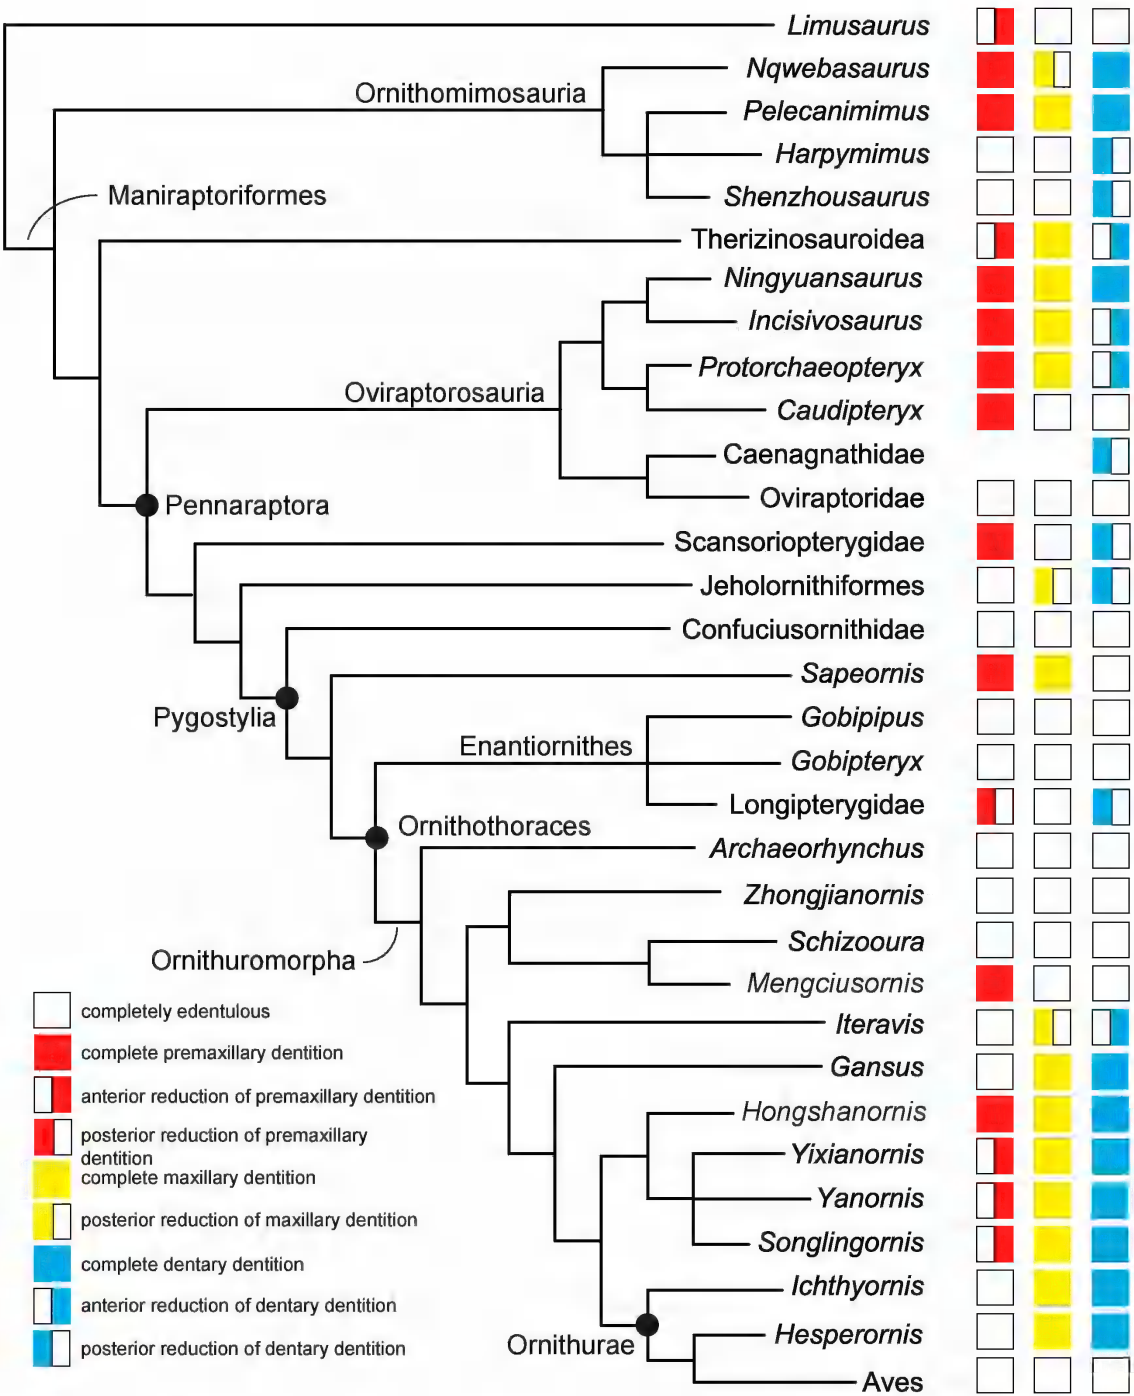 Limusaurus
Nqwebasaurus
Ornithomimosauria
Pelecanimimus
Harpymimus
Maniraptoriformes
Shenzhousaurus
Therizinosauroidea
Ningyuansaurus
Incisivosaurus
Protorchaeopteryx
Oviraptorosauria
Caudipteryx
Caenagnathidae
Oviraptoridae
Pennaraptora
Scansoriopterygidae
Jeholornithiformes
Confuciusornithidae
Sapeornis
Pygostylia
Gobipipus
Enantiornithes
Gobipteryx
Longipterygidae
Ornithothoraces
Archaeorhynchus
Zhongjianornis
Schizooura
Ornithuromorpha
Mengciusornis
Iteravis
Gansus
Hongshanornis
Yixianornis
Yanornis
Songlingornis
Ichthyornis
Hesperornis
Ornithurae
Aves
completely edentulous
complete premaxillary dentition
anterior reduction of premaxillary dentition
posterior reduction of premaxillary
dentition
complete maxillary dentition
posterior reduction of maxillary dentition
complete dentary dentition
anterior reduction of dentary dentition
posterior reduction of dentary dentition